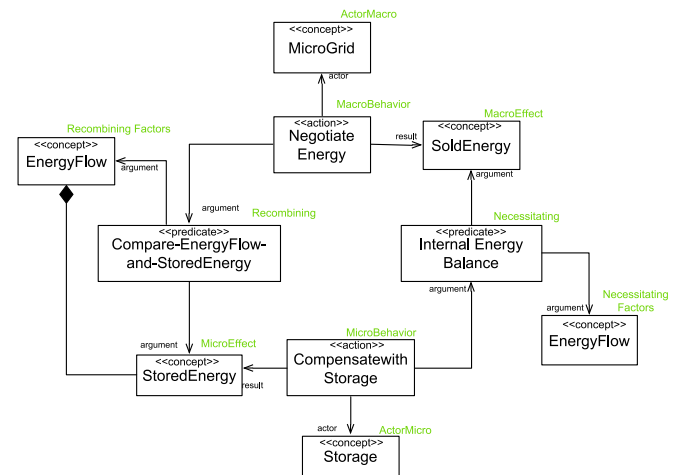 ActorMacro
<<concept>>
MicroGrid
actor
MacroBehavior
<<action>>
Negotiate
Energy
result
MacroEffect
<<concept>>
SoldEnergy
argument
Recombining Factors
<<concept>>
EnergyFlow
argument
argument
Recombining
<<predicate>>
Compare-EnergyFlow-
and-StoredEnergy
Necessitating
<<predicate>>
Internal Energy
Balance
argument
argument
Necessitating
Factors
<<concept>>
EnergyFlow
argument
MicroEffect
<<concept>>
StoredEnergy
result
MicroBehavior
<<action>>
Compensatewith
Storage
actor
ActorMicro
<<concept>>
Storage